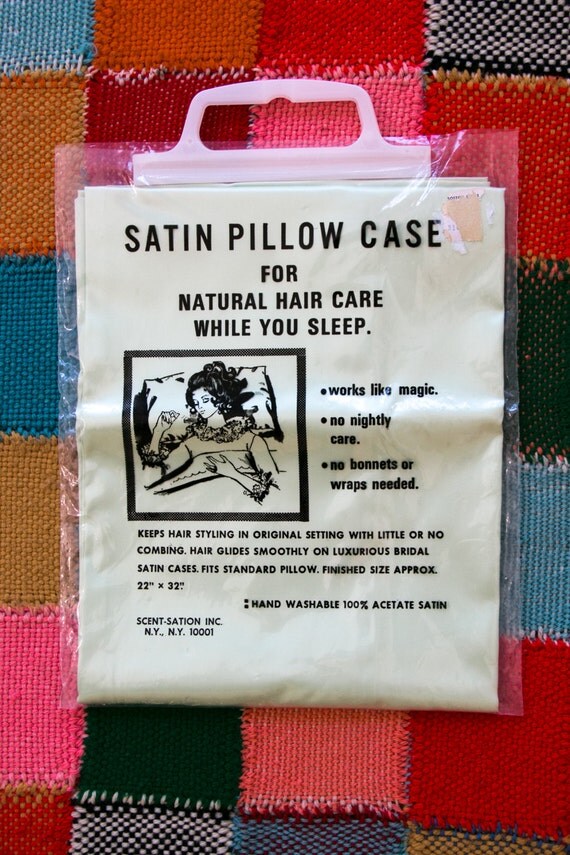 SATIN PILLOW CASE
FOR
NATURAL HAIR CARE
WHILE YOU SLEEP.
• works like magic.
• no nightly
care.
• no bonnets or
wraps needed.
KEEPS HAIR STYLING IN ORIGINAL SETTING WITH LITTLE OR NO
COMBING. HAIR GLIDES SMOOTHLY ON LUXURIOUS BRIDAL
SATIN CASES. FITS STANDARD PILLOW. FINISHED SIZE APPROX.
22" × 32".
HAND WASHABLE 100% ACETATE SATIN
SCENT-SATION INC.
N.Y., N.Y. 10001